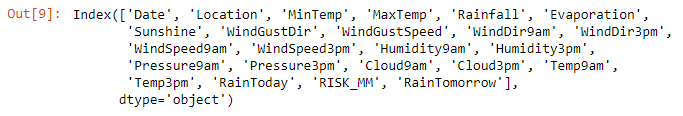 Out[9]: Index(['Date', 'Location', 'MinTemp', 'MaxTemp', 'Rainfall', 'Evaporation',
'Sunshine', 'WindGustDir', 'WindGustSpeed', 'WindDir9am', 'WindDir3pm',
'WindSpeed9am', 'WindSpeed3pm', 'Humidity9am', 'Humidity3pm',
'Pressure9am', 'Pressure3pm', 'Cloud9am', 'Cloud3pm', 'Temp9am',
'Temp3pm', 'RainToday', 'RISK_MM', 'RainTomorrow'],
dtype='object')